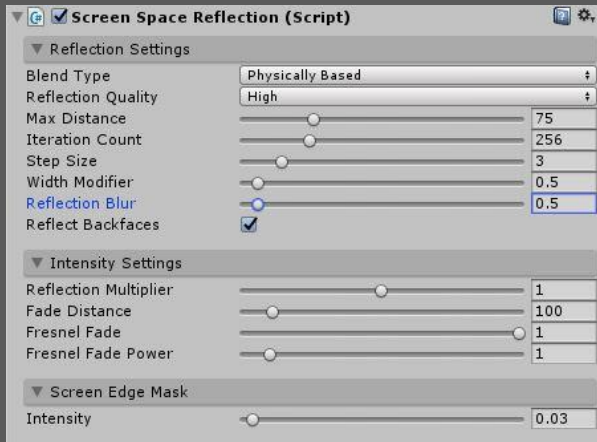 Screen Space Reflection (Script)
Reflection Settings
Blend Type Physically Based
Reflection Quality High
Max Distance 75
Iteration Count 256
Step Size 3
Width Modifier 0.5
Reflection Blur 0.5
Reflect Backfaces
Intensity Settings
Reflection Multiplier 1
Fade Distance 100
Fresnel Fade 1
Fresnel Fade Power 1
Screen Edge Mask
Intensity 0.03